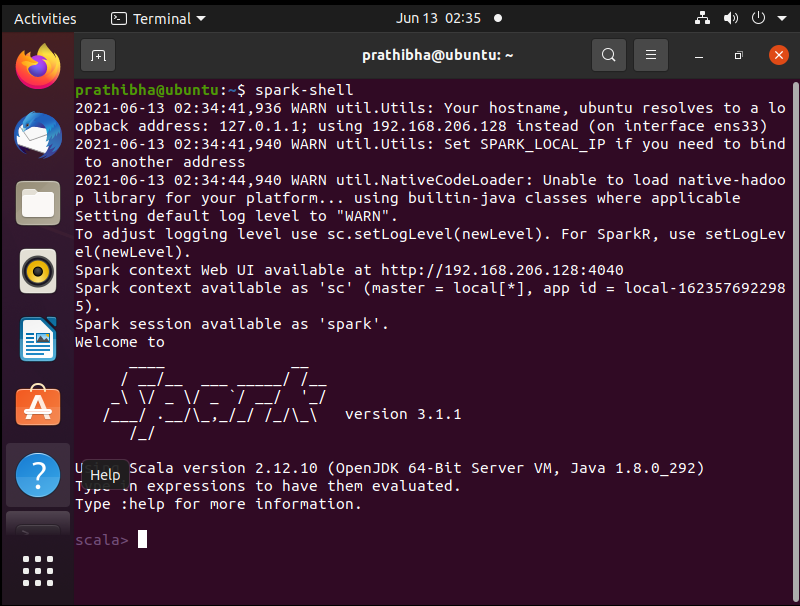 Activities Terminal Jun 13 02:35
prathibha@ubuntu: ~
prathibha@ubuntu:~$ spark-shell
2021-06-13 02:34:41,936 WARN util.Utils: Your hostname, ubuntu resolves to a lo
opback address: 127.0.1.1; using 192.168.206.128 instead (on interface ens33)
2021-06-13 02:34:41,940 WARN util.Utils: Set SPARK_LOCAL_IP if you need to bind
 to another address
2021-06-13 02:34:44,940 WARN util.NativeCodeLoader: Unable to load native-hadoo
p library for your platform... using builtin-java classes where applicable
Setting default log level to "WARN".
To adjust logging level use sc.setLogLevel(newLevel). For SparkR, use setLogLev
el(newLevel).
Spark context Web UI available at http://192.168.206.128:4040
Spark context available as 'sc' (master = local[*], app id = local-162357692298
5).
Spark session available as 'spark'.
Welcome to
      ____              __
     / __/__  ___ _____/ /__
    _\ \/ _ \/ _ `/ __/  '_/
   /___/ .__/\_,_/_/ /_/\_\   version 3.1.1
      /_/
Help
Scala version 2.12.10 (OpenJDK 64-Bit Server VM, Java 1.8.0_292)
Type in expressions to have them evaluated.
Type :help for more information.
scala>